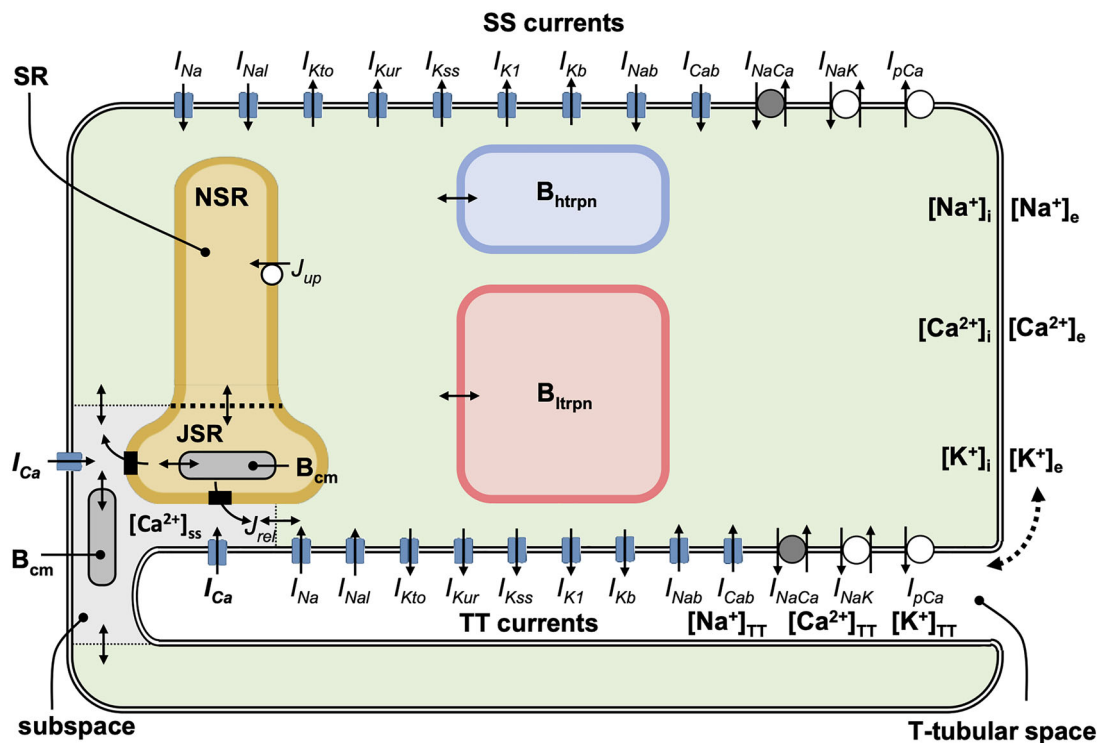 SS currents
I_Na I_Nal I_Kto I_Kur I_Kss I_K1 I_Kb I_Nab I_Cab I_NaCa I_NaK I_pCa
SR
NSR
B_htrpn
[Na⁺]_i [Na⁺]_e
J_up
[Ca²⁺]_i [Ca²⁺]_e
B_ltrpn
JSR
I_Ca
B_cm
[K⁺]_i [K⁺]_e
[Ca²⁺]_ss
J_rel
B_cm
I_Ca I_Na I_Nal I_Kto I_Kur I_Kss I_K1 I_Kb I_Nab I_Cab I_NaCa I_NaK I_pCa
TT currents [Na⁺]_TT [Ca²⁺]_TT [K⁺]_TT
subspace
T-tubular space